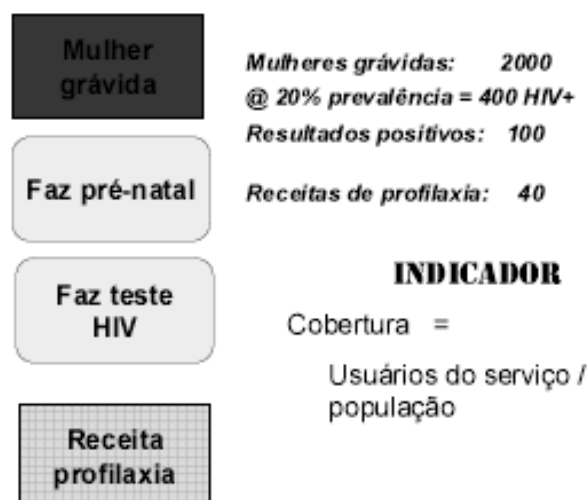 Mulher
grávida
Mulheres grávidas: 2000
@ 20% prevalência = 400 HIV+
Resultados positivos: 100
Faz pré-natal
Receitas de profilaxia: 40
INDICADOR
Faz teste
HIV
Cobertura =
Usuários do serviço /
população
Receita
profilaxia